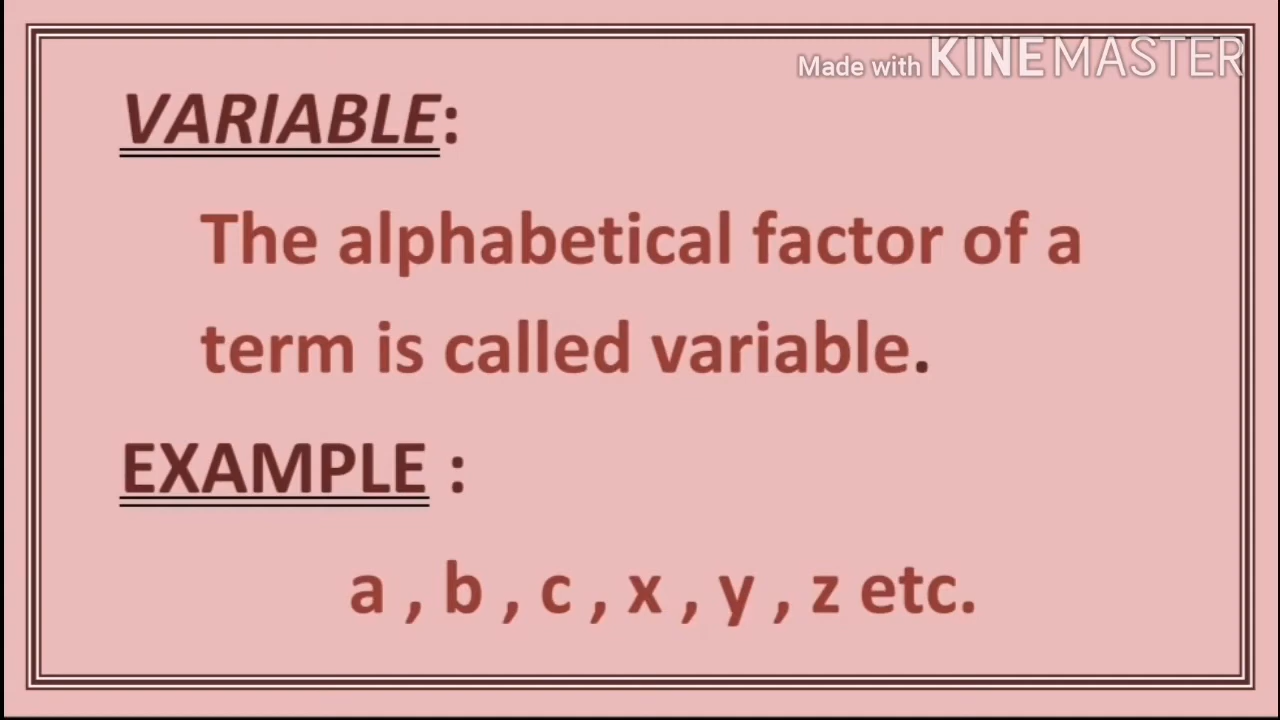 Made with KINEMASTER
VARIABLE:
The alphabetical factor of a
term is called variable.
EXAMPLE :
a , b , c , x , y , z etc.